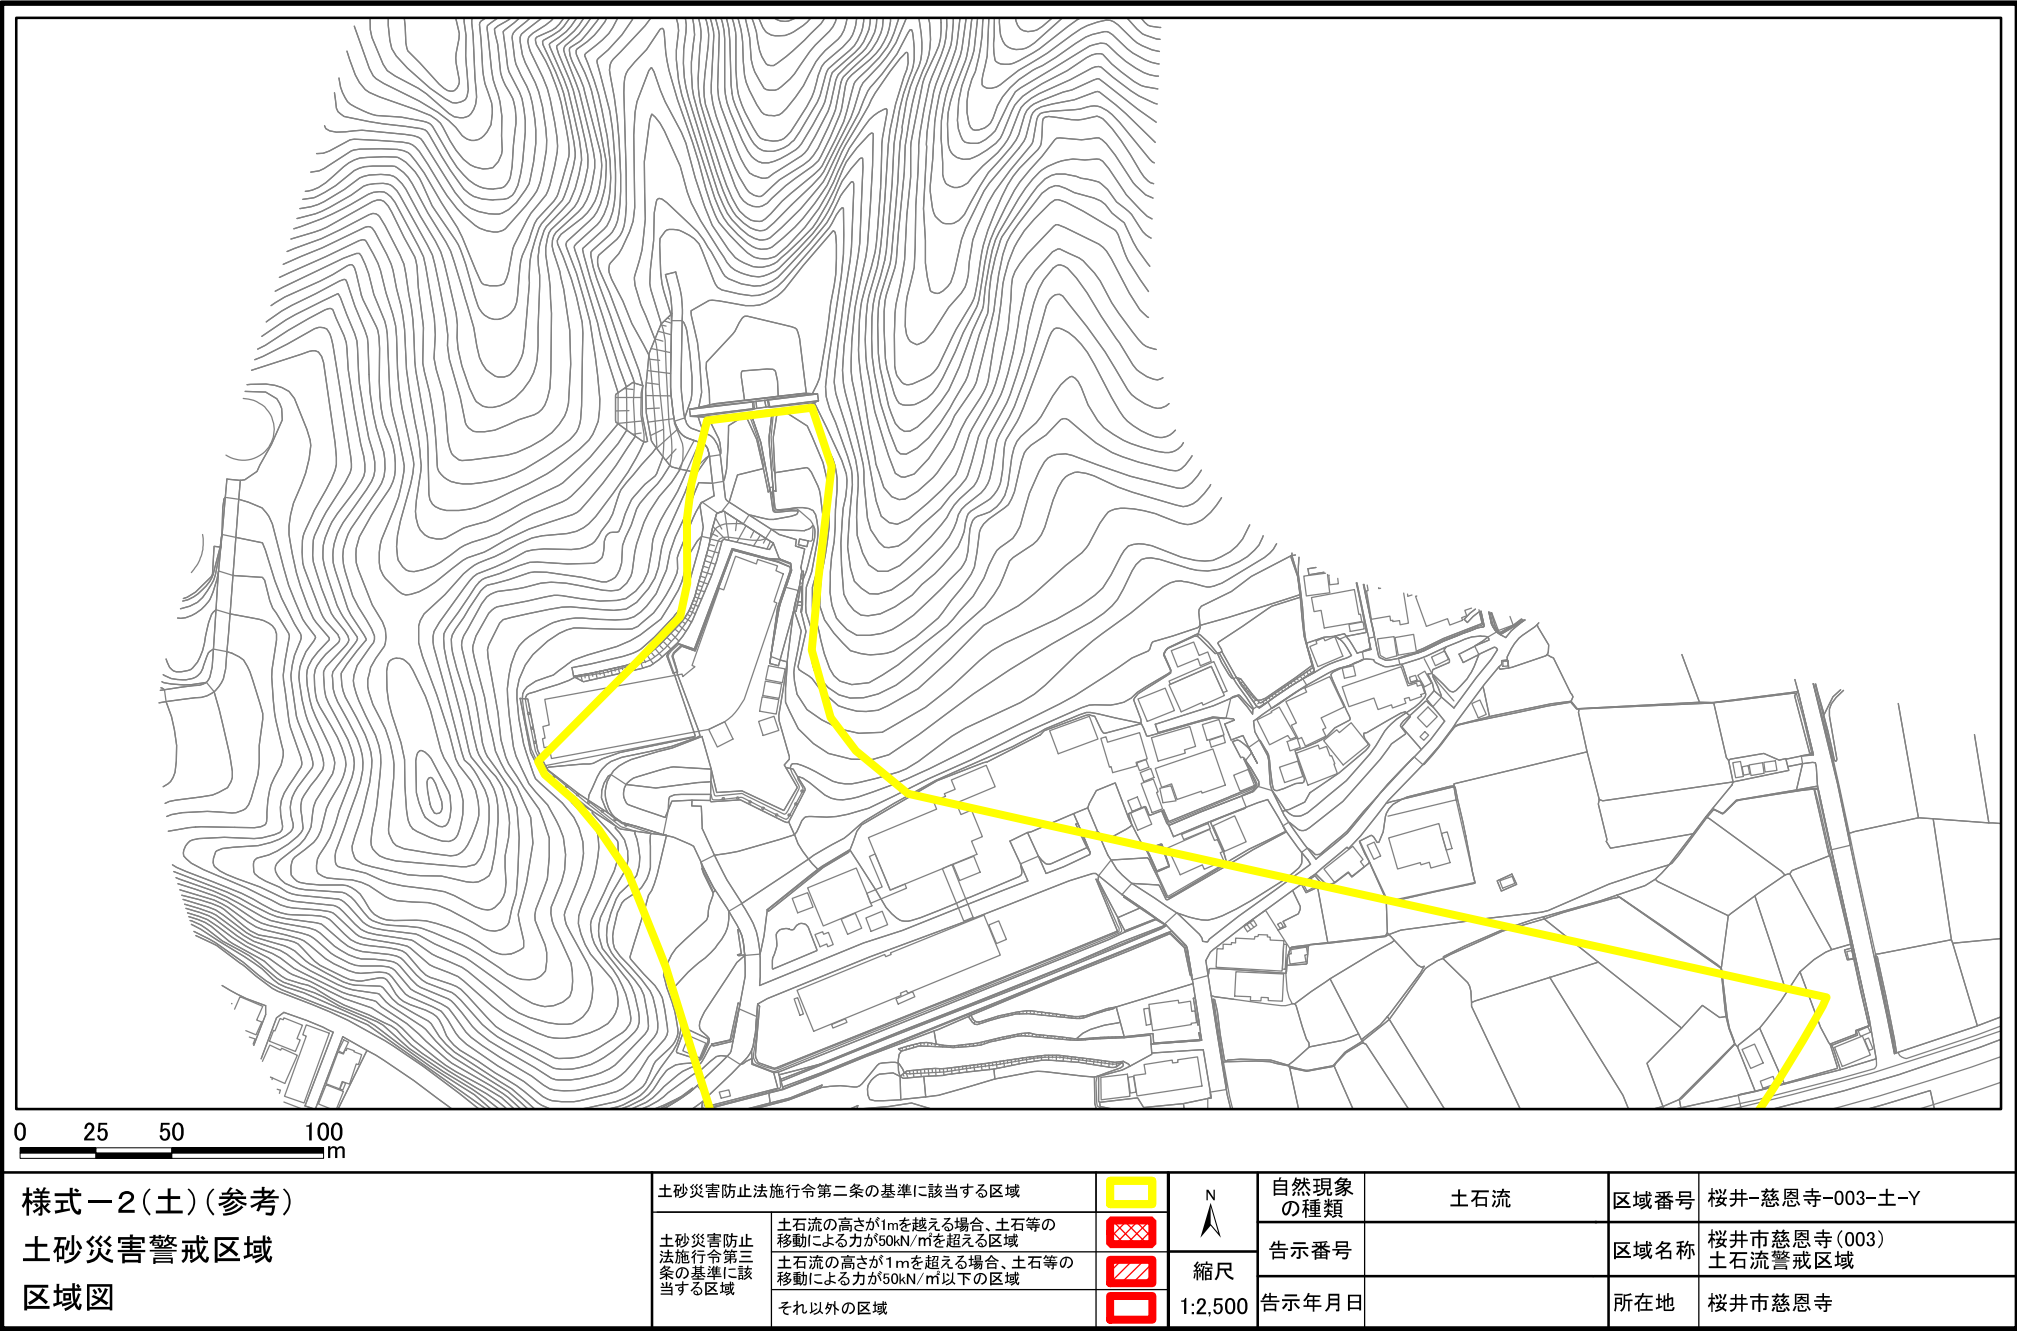 0 25 50 100
m
様式－2(土)(参考)
土砂災害警戒区域
区域図
土砂災害防止法施行令第二条の基準に該当する区域
土砂災害防止
法施行令第三
条の基準に該
当する区域
土石流の高さが1mを越える場合、土石等の
移動による力が50kN/㎡を超える区域
土石流の高さが1mを超える場合、土石等の
移動による力が50kN/㎡以下の区域
それ以外の区域
N
縮尺
1:2,500
自然現象
の種類
土石流
告示番号
告示年月日
区域番号
桜井-慈恩寺-003-土-Y
区域名称
桜井市慈恩寺(003)
土石流警戒区域
所在地
桜井市慈恩寺